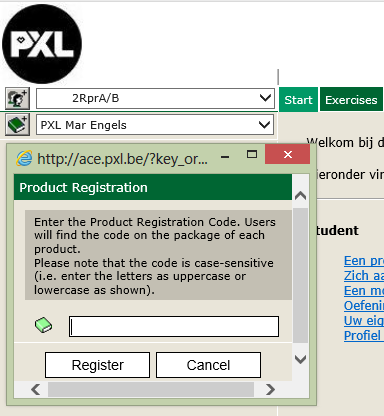 PXL
2RprA/B
Start
Exercises
PXL Mar Engels
http://ace.pxl.be/?key_or...
Product Registration
Enter the Product Registration Code. Users
will find the code on the package of each
product.
Please note that the code is case-sensitive
(i.e. enter the letters as uppercase or
lowercase as shown).
Register
Cancel
Welkom bij d
ieronder vin
tudent
Een pr
Zich aa
Een mo
Oefenin
Uw eig
Profiel